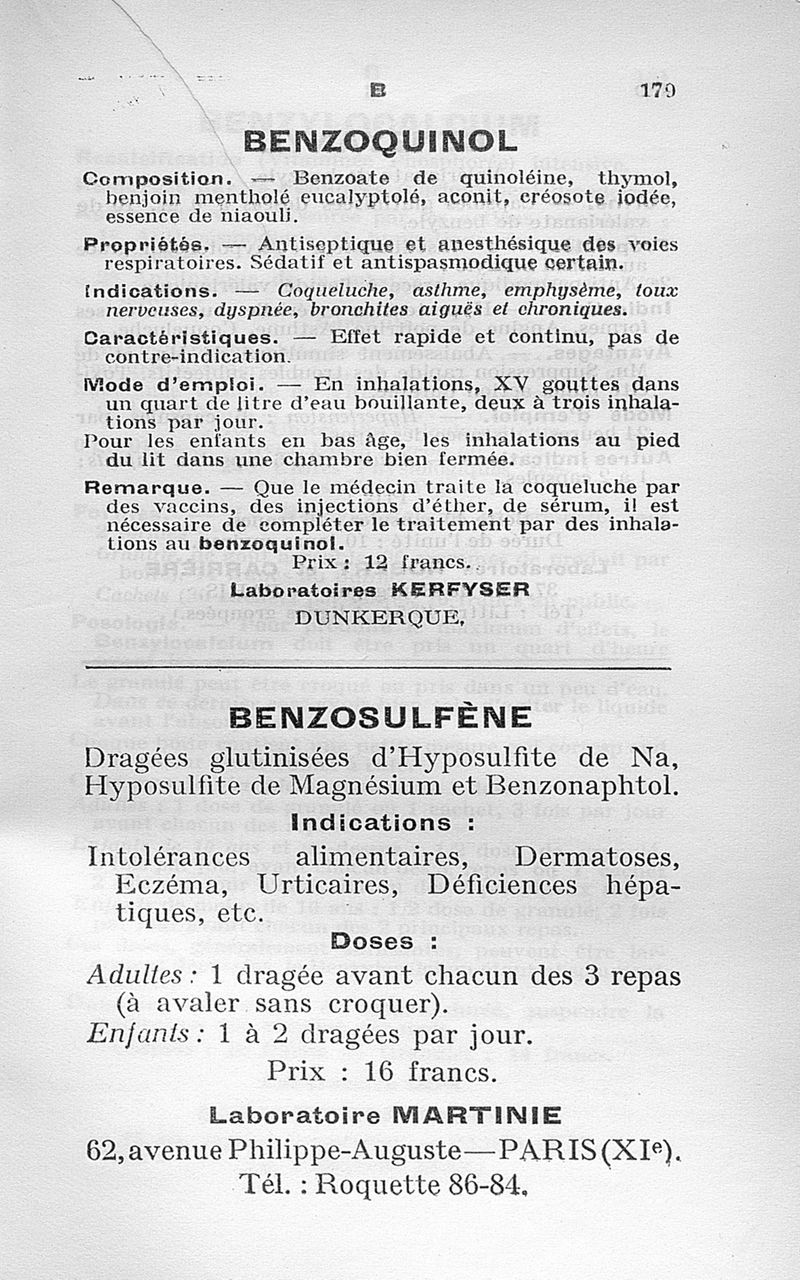 B 179
BENZOQUINOL
Composition. — Benzoate de quinoléine, thymol,
benjoin mentholé eucalyptolé, aconit, créosote iodée,
essence de niaouli.
Propriétés. — Antiseptique et anesthésique des voies
respiratoires. Sédatif et antispasmodique certain.
Indications. — Coqueluche, asthme, emphysème, toux
nerveuses, dyspnée, bronchites aiguës et chroniques.
Caractéristiques. — Effet rapide et continu, pas de
contre-indication.
Mode d'emploi. — En inhalations, XV gouttes dans
un quart de litre d'eau bouillante, deux à trois inhala-
tions par jour.
Pour les enfants en bas âge, les inhalations au pied
du lit dans une chambre bien fermée.
Remarque. — Que le médecin traite la coqueluche par
des vaccins, des injections d'éther, de sérum, il est
nécessaire de compléter le traitement par des inhala-
tions au benzoquinol.
Prix : 12 francs.
Laboratoires KERFYSER
DUNKERQUE.
BENZOSULFÈNE
Dragées glutinisées d'Hyposulfite de Na,
Hyposulfite de Magnésium et Benzonaphtol.
Indications :
Intolérances alimentaires, Dermatoses,
Eczéma, Urticaires, Déficiences hépa-
tiques, etc.
Doses :
Adultes : 1 dragée avant chacun des 3 repas
(à avaler sans croquer).
Enfants : 1 à 2 dragées par jour.
Prix : 16 francs.
Laboratoire MARTINIE
62, avenue Philippe-Auguste — PARIS (XIe).
Tél. : Roquette 86-84.